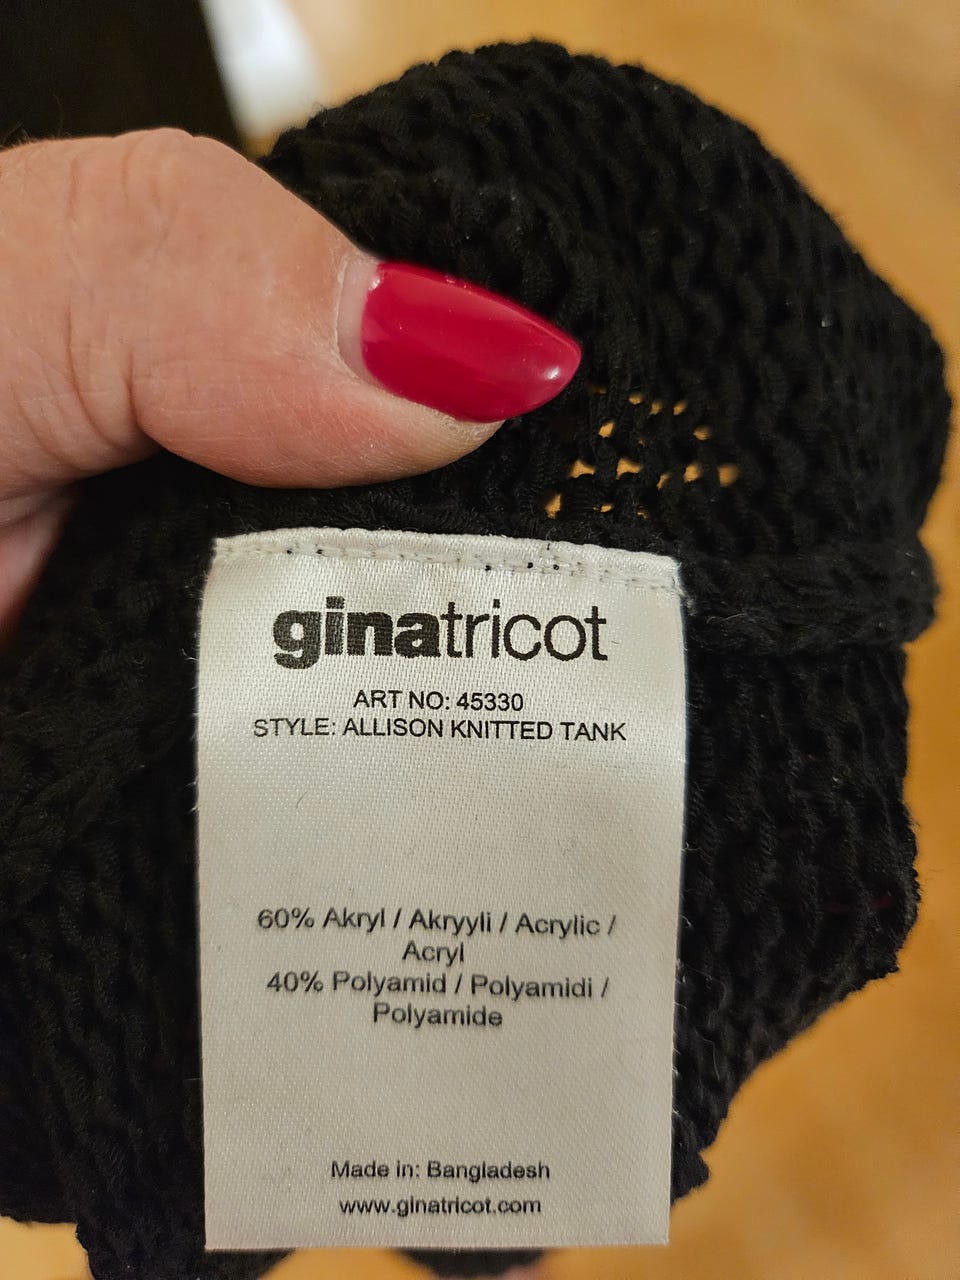 ginatricot
ART NO: 45330
STYLE: ALLISON KNITTED TANK
60% Akryl / Akryyli / Acrylic /
Acryl
40% Polyamid / Polyamidi /
Polyamide
Made in: Bangladesh
www.ginatricot.com